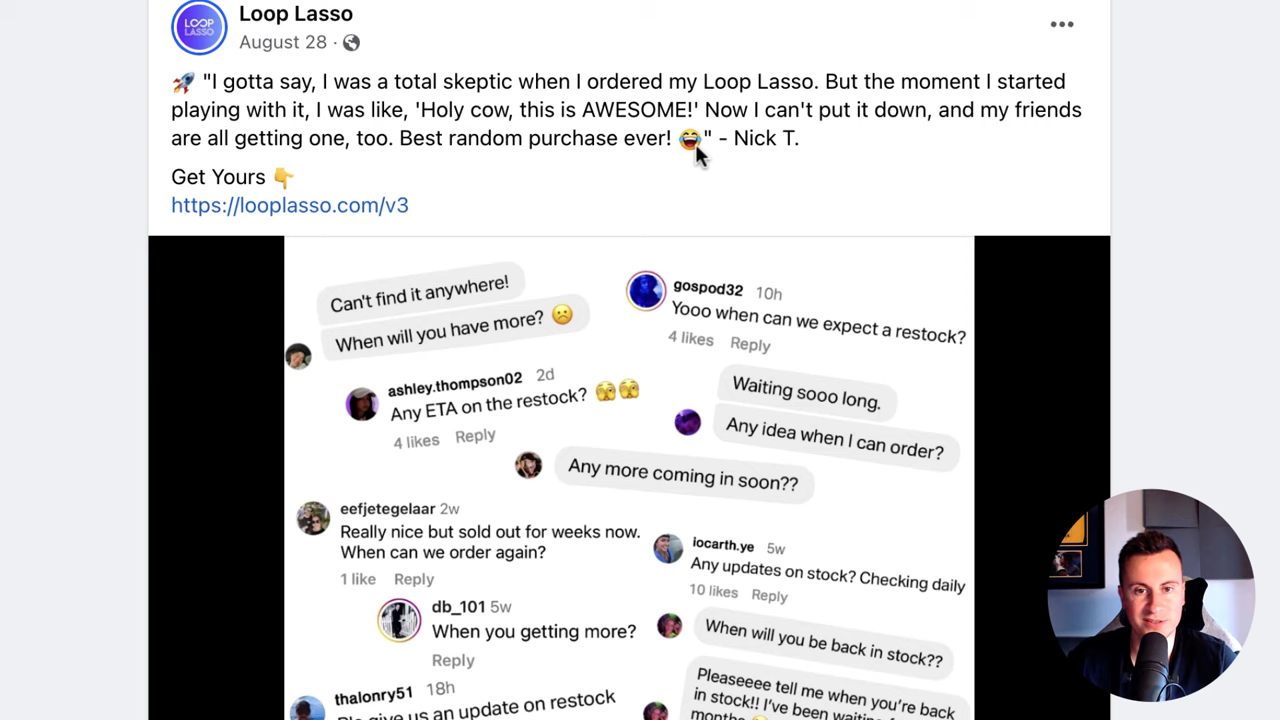 LOOP
LASSO
Loop Lasso
August 28 ·
🚀 "I gotta say, I was a total skeptic when I ordered my Loop Lasso. But the moment I started
playing with it, I was like, 'Holy cow, this is AWESOME!' Now I can't put it down, and my friends
are all getting one, too. Best random purchase ever! 😂" - Nick T.
Get Yours 👇
https://looplasso.com/v3
Can't find it anywhere!
When will you have more? ☹️
gospod32 10h
Yooo when can we expect a restock?
4 likes Reply
ashley.thompson02 2d
Any ETA on the restock? 🫣🫣
4 likes Reply
Waiting sooo long.
Any idea when I can order?
Any more coming in soon??
eefjetegelaar 2w
Really nice but sold out for weeks now.
When can we order again?
1 like Reply
iocarth.ye 5w
Any updates on stock? Checking daily
10 likes Reply
db_101 5w
When you getting more?
Reply
When will you be back in stock??
thalonry51 18h
Pls give us an update on restock
Pleaseeee tell me when you're back
in stock!! I've been waiting for
months